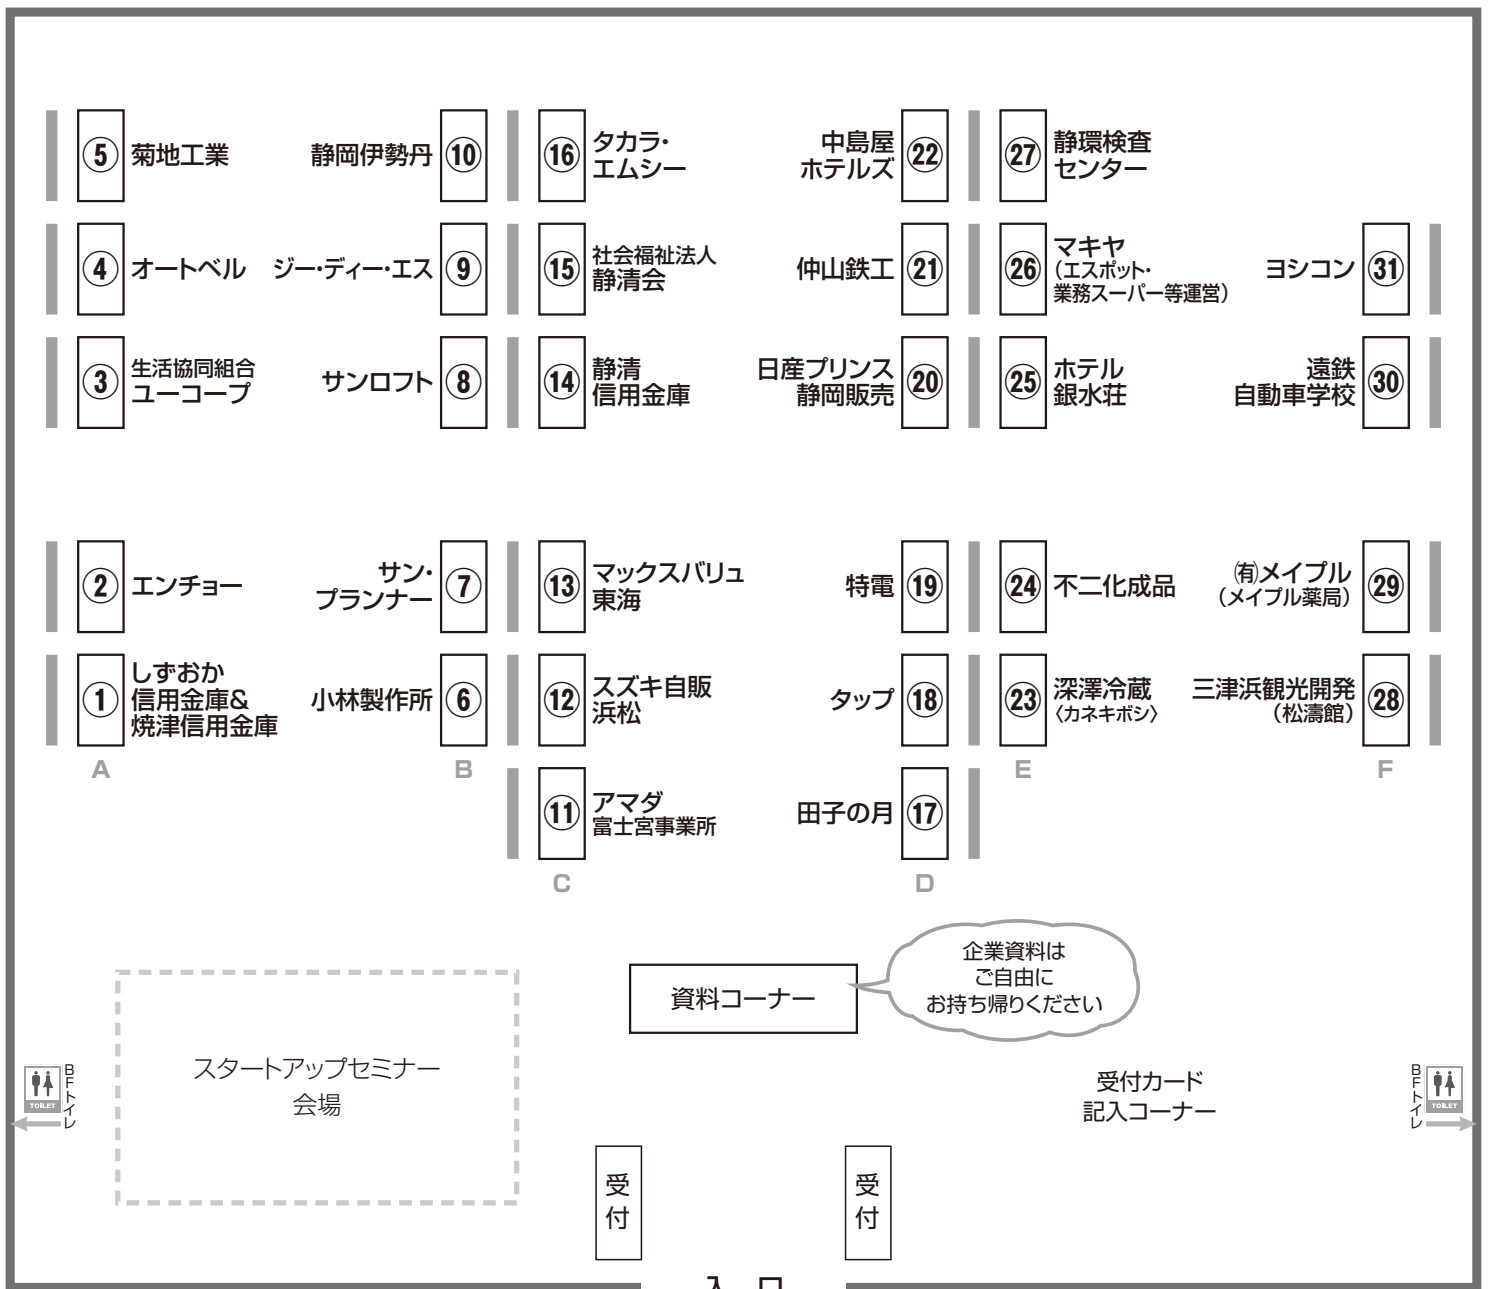 ⑤
菊地工業
静岡伊勢丹
⑩
⑯
タカラ・
エムシー
中島屋
ホテルズ
㉒
㉗
静環検査
センター
④
オートベル
ジー・ディー・エス
⑨
⑮
社会福祉法人
静清会
仲山鉄工
㉑
㉖
マキヤ
(エスポット・
業務スーパー等運営)
ヨシコン
㉛
③
生活協同組合
ユーコープ
サンロフト
⑧
⑭
静清
信用金庫
日産プリンス
静岡販売
⑳
㉕
ホテル
銀水荘
遠鉄
自動車学校
㉚
②
エンチョー
サン・
プランナー
⑦
⑬
マックスバリュ
東海
特電
⑲
㉔
不二化成品
㈲メイプル
(メイプル薬局)
㉙
①
しずおか
信用金庫&
焼津信用金庫
小林製作所
⑥
⑫
スズキ自販
浜松
タップ
⑱
㉓
深澤冷蔵
〈カネキボシ〉
三津浜観光開発
(松濤館)
㉘
A
B
E
F
⑪
アマダ
富士宮事業所
田子の月
⑰
C
D
資料コーナー
企業資料は
ご自由に
お持ち帰りください
スタートアップセミナー
会場
受付カード
記入コーナー
TOILET
BFトイレ
TOILET
BFトイレ
受付
受付
入口